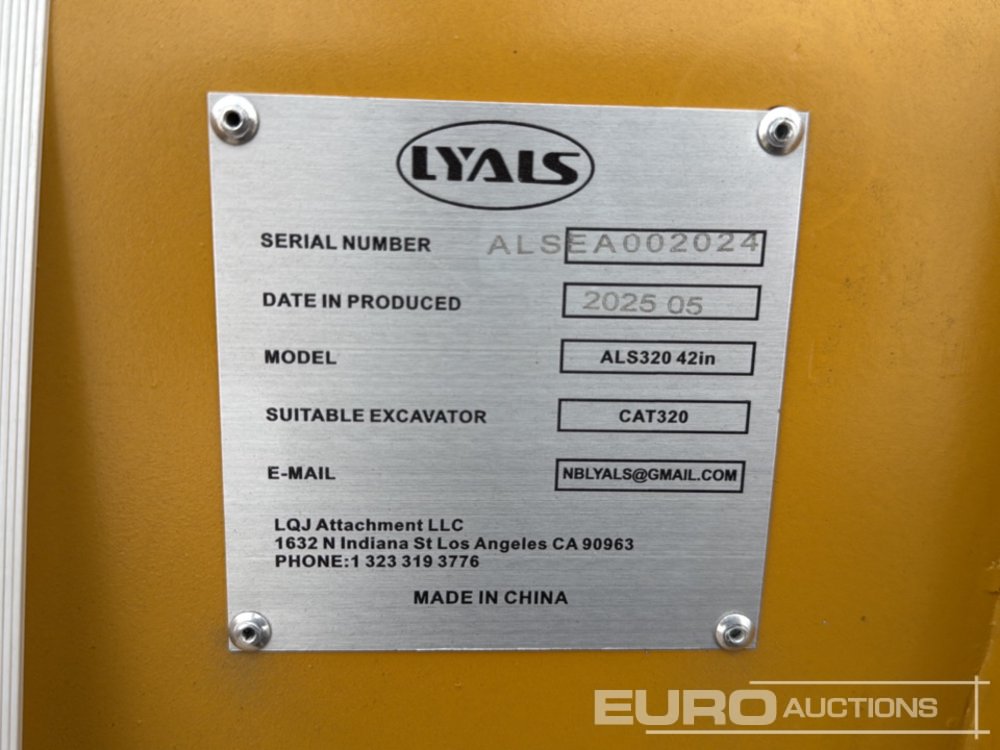 LYALS
SERIAL NUMBER ALSEA002024
DATE IN PRODUCED 2025 05
MODEL ALS320 42in
SUITABLE EXCAVATOR CAT320
E-MAIL NBLYALS@GMAIL.COM
LQJ Attachment LLC
1632 N Indiana St Los Angeles CA 90963
PHONE:1 323 319 3776
MADE IN CHINA
EURO AUCTIONS